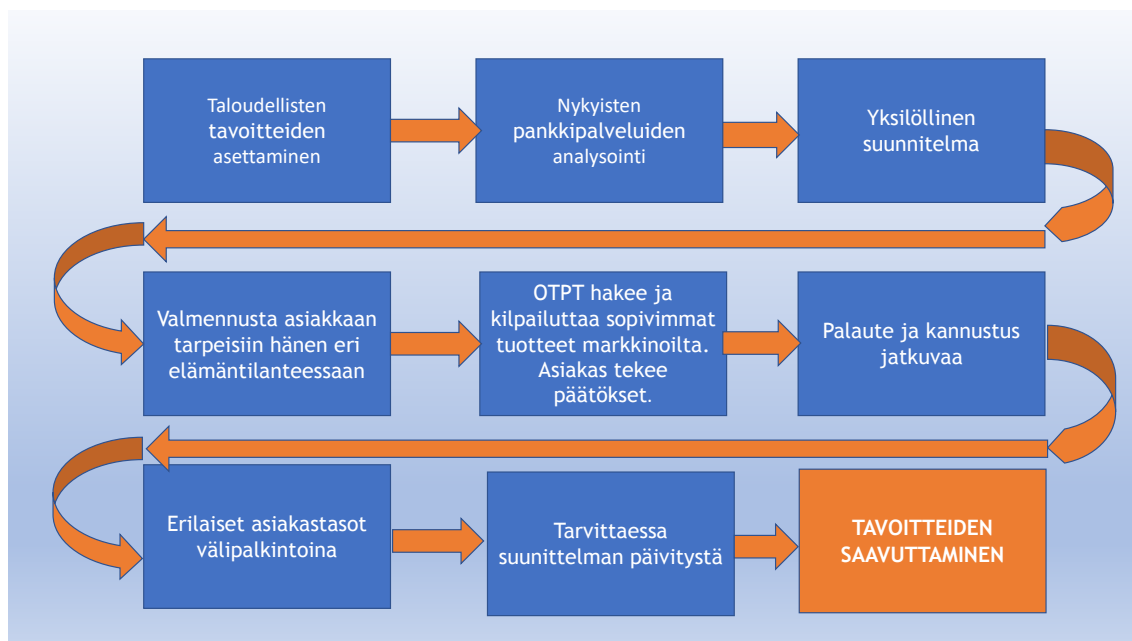 Taloudellisten
tavoitteiden
asettaminen
Nykyisten
pankkipalveluiden
analysointi
Yksilöllinen
suunnitelma
Valmennusta asiakkaan
tarpeisiin hänen eri
elämäntilanteessaan
OTPT hakee ja
kilpailuttaa sopivimmat
tuotteet markkinoilta.
Asiakas tekee
päätökset.
Palaute ja kannustus
jatkuvaa
Erilaiset asiakastasot
välipalkintoina
Tarvittaessa
suunittelman päivitystä
TAVOITTEIDEN
SAAVUTTAMINEN